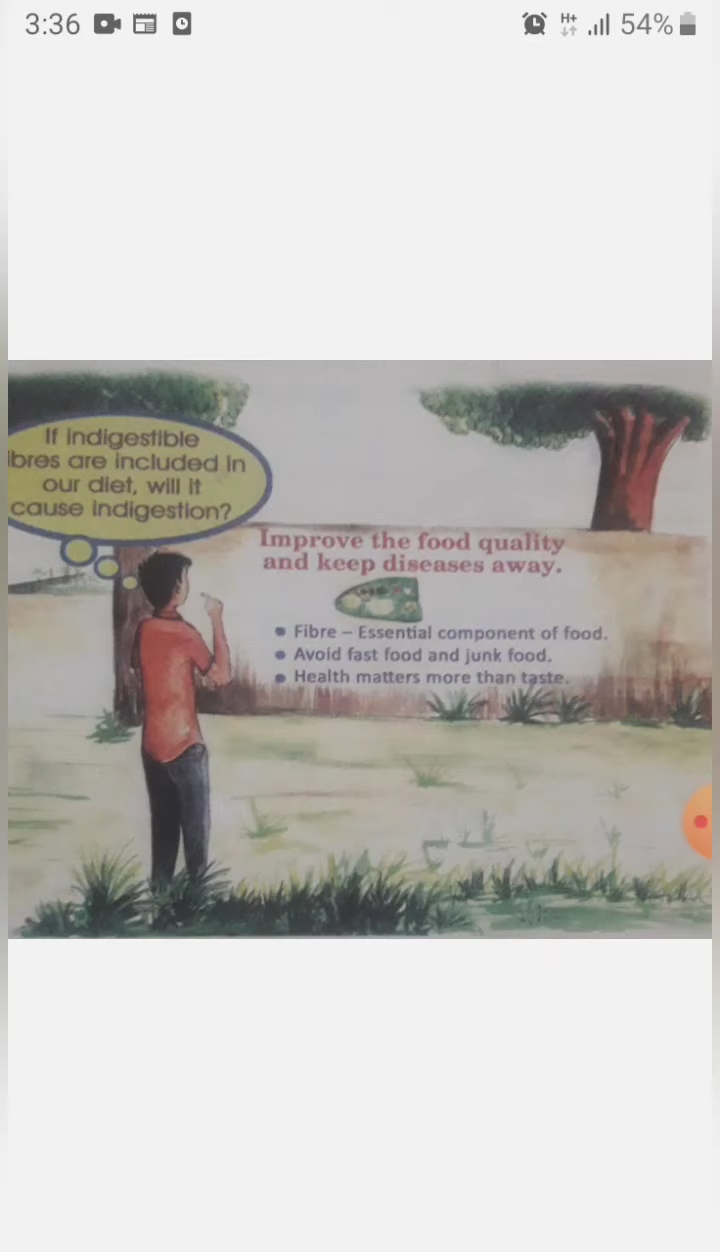 3:36
H+
54%
If indigestible
ibres are included in
our diet, will it
cause indigestion?
Improve the food quality
and keep diseases away.
• Fibre – Essential component of food.
• Avoid fast food and junk food.
• Health matters more than taste.